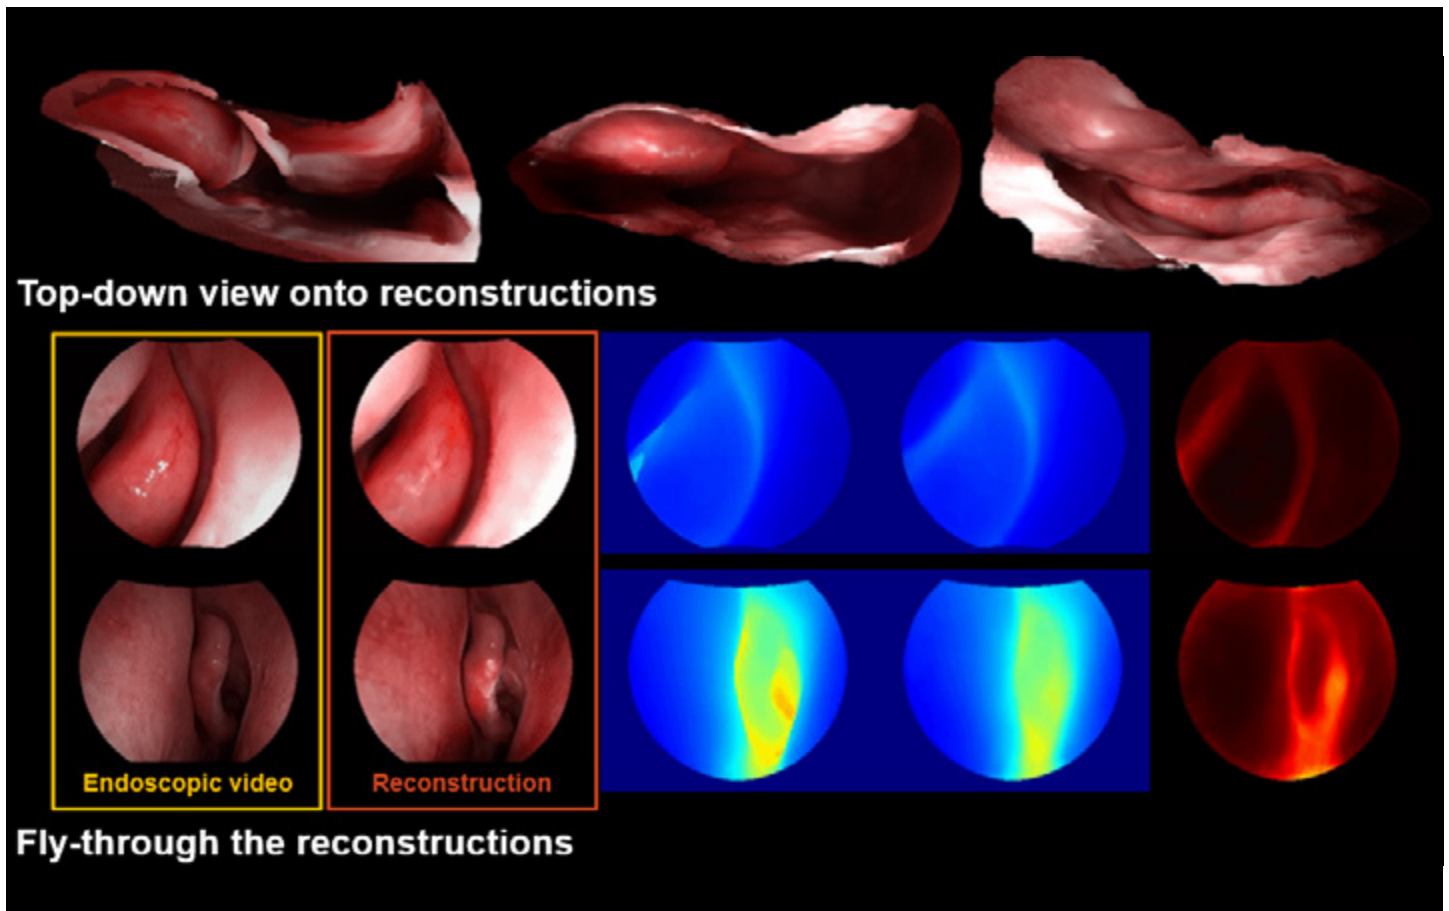 Top-down view onto reconstructions
Endoscopic video
Reconstruction
Fly-through the reconstructions